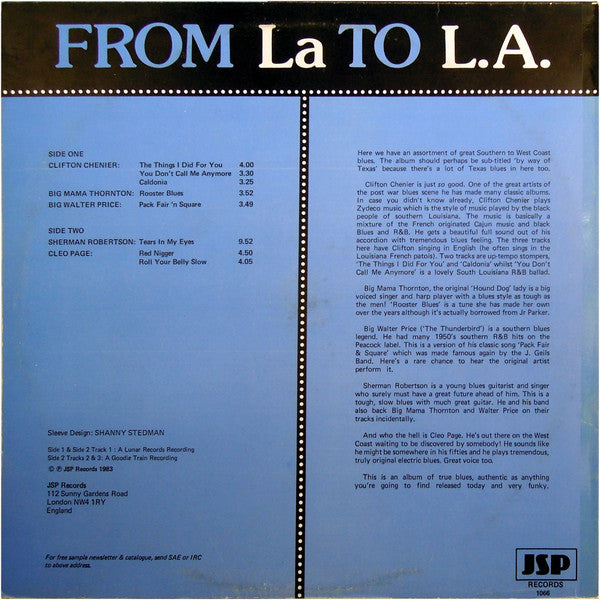 FROM La TO L.A.
SIDE ONE
CLIFTON CHENIER: The Things I Did For You 4.00
You Don't Call Me Anymore 3.30
Caldonia 3.25
BIG MAMA THORNTON: Rooster Blues 3.52
BIG WALTER PRICE: Pack Fair 'n Square 3.49
SIDE TWO
SHERMAN ROBERTSON: Tears In My Eyes 9.52
CLEO PAGE: Red Nigger 4.50
Roll Your Belly Slow 4.05
Sleeve Design: SHANNY STEDMAN
Side 1 & Side 2 Track 1 : A Lunar Records Recording
Side 2 Tracks 2 & 3: A Goodie Train Recording
© ℗ JSP Records 1983
JSP Records
112 Sunny Gardens Road
London NW4 1RY
England
For free sample newsletter & catalogue, send SAE or IRC
to above address.
Here we have an assortment of great Southern to West Coast
blues. The album should perhaps be sub-titled 'by way of
Texas' because there's a lot of Texas blues in here too.
Clifton Chenier is just so good. One of the great artists of
the post war blues scene he has made many classic albums.
In case you didn't know already, Clifton Chenier plays
Zydeco music which is the style of music played by the black
people of southern Louisiana. The music is basically a
mixture of the French originated Cajun music and black
Blues and R&B. He gets a beautiful full sound out of his
accordion with tremendous blues feeling. The three tracks
here have Clifton singing in English (he often sings in the
Louisiana French patois). Two tracks are up-tempo stompers,
'The Things I Did For You' and 'Caldonia' whilst 'You Don't
Call Me Anymore' is a lovely South Louisiana R&B ballad.
Big Mama Thornton, the original 'Hound Dog' lady is a big
voiced singer and harp player with a blues style as tough as
the men! 'Rooster Blues' is a tune she has made her own
over the years although it's actually borrowed from Jr Parker.
Big Walter Price ('The Thunderbird') is a southern blues
legend. He had many 1950's southern R&B hits on the
Peacock label. This is a version of his classic song 'Pack Fair
& Square' which was made famous again by the J. Geils
Band. Here's a rare chance to hear the original artist
perform it.
Sherman Robertson is a young blues guitarist and singer
who surely must have a great future ahead of him. This is a
tough, slow blues with much great guitar. He and his band
also back Big Mama Thornton and Walter Price on their
tracks incidentally.
And who the hell is Cleo Page. He's out there on the West
Coast waiting to be discovered by somebody! He sounds like
he might be somewhere in his fifties and he plays tremendous,
truly original electric blues. Great voice too.
This is an album of true blues, authentic as anything
you're going to find released today and very funky.
JSP
RECORDS
1066